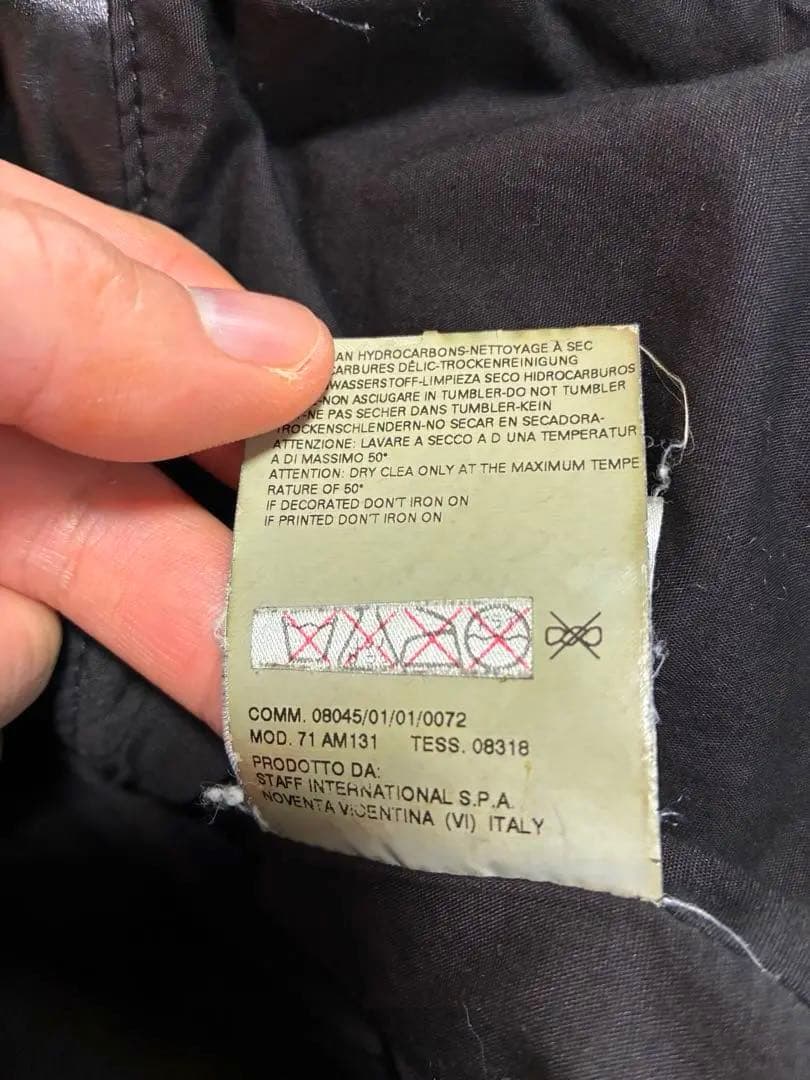 AN HYDROCARBONS-NETTOYAGE À SEC
CARBURES DÉLIC-TROCKENREINIGUNG
WASSERSTOFF-LIMPIEZA SECO HIDROCARBUROS
-NON ASCIUGARE IN TUMBLER-DO NOT TUMBLER
-NE PAS SECHER DANS TUMBLER-KEIN
TROCKENSCHLENDERN-NO SECAR EN SECADORA-
ATTENZIONE: LAVARE A SECCO A D UNA TEMPERATUR
A DI MASSIMO 50°
ATTENTION: DRY CLEA ONLY AT THE MAXIMUM TEMPE
RATURE OF 50°
IF DECORATED DON'T IRON ON
IF PRINTED DON'T IRON ON
COMM. 08045/01/01/0072
MOD. 71 AM131 TESS. 08318
PRODOTTO DA:
STAFF INTERNATIONAL S.P.A.
NOVENTA VICENTINA (VI) ITALY